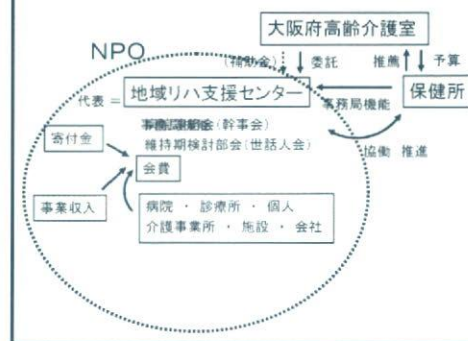 大阪府高齢介護室
NPO
(補助金) 委託 推薦 予算
代表 = 地域リハ支援センター 保健所
事務局機能
(幹事会)
維持期検討部会(世話人会)
寄付金
協働 推進
会費
事業収入
病院 ・ 診療所 ・ 個人
介護事業所 ・ 施設 ・ 会社